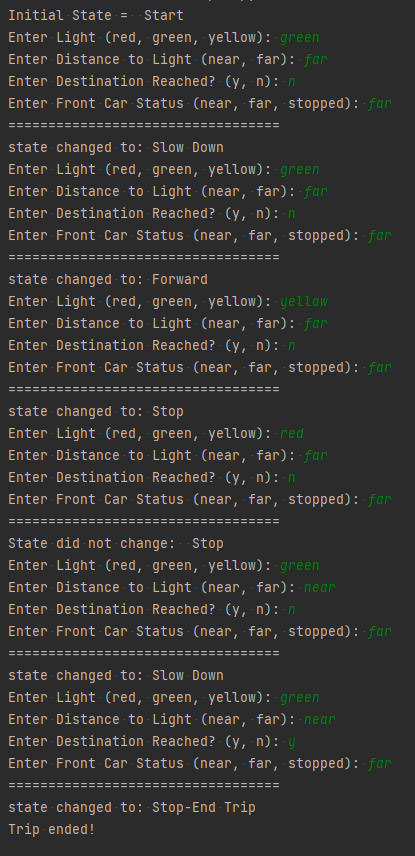 Initial State =  Start
Enter Light (red, green, yellow): green
Enter Distance to Light (near, far): far
Enter Destination Reached? (y, n): n
Enter Front Car Status (near, far, stopped): far
==================================
state changed to: Slow Down
Enter Light (red, green, yellow): green
Enter Distance to Light (near, far): far
Enter Destination Reached? (y, n): n
Enter Front Car Status (near, far, stopped): far
==================================
state changed to: Forward
Enter Light (red, green, yellow): yellow
Enter Distance to Light (near, far): far
Enter Destination Reached? (y, n): n
Enter Front Car Status (near, far, stopped): far
==================================
state changed to: Stop
Enter Light (red, green, yellow): red
Enter Distance to Light (near, far): far
Enter Destination Reached? (y, n): n
Enter Front Car Status (near, far, stopped): far
==================================
State did not change:  Stop
Enter Light (red, green, yellow): green
Enter Distance to Light (near, far): near
Enter Destination Reached? (y, n): n
Enter Front Car Status (near, far, stopped): far
==================================
state changed to: Slow Down
Enter Light (red, green, yellow): green
Enter Distance to Light (near, far): near
Enter Destination Reached? (y, n): y
Enter Front Car Status (near, far, stopped): far
==================================
state changed to: Stop-End Trip
Trip ended!